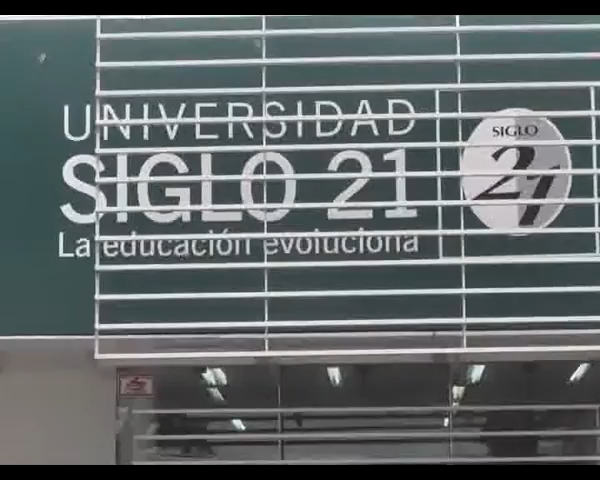 UNIVERSIDAD
SIGLO 21
La educación evoluciona
SIGLO
21